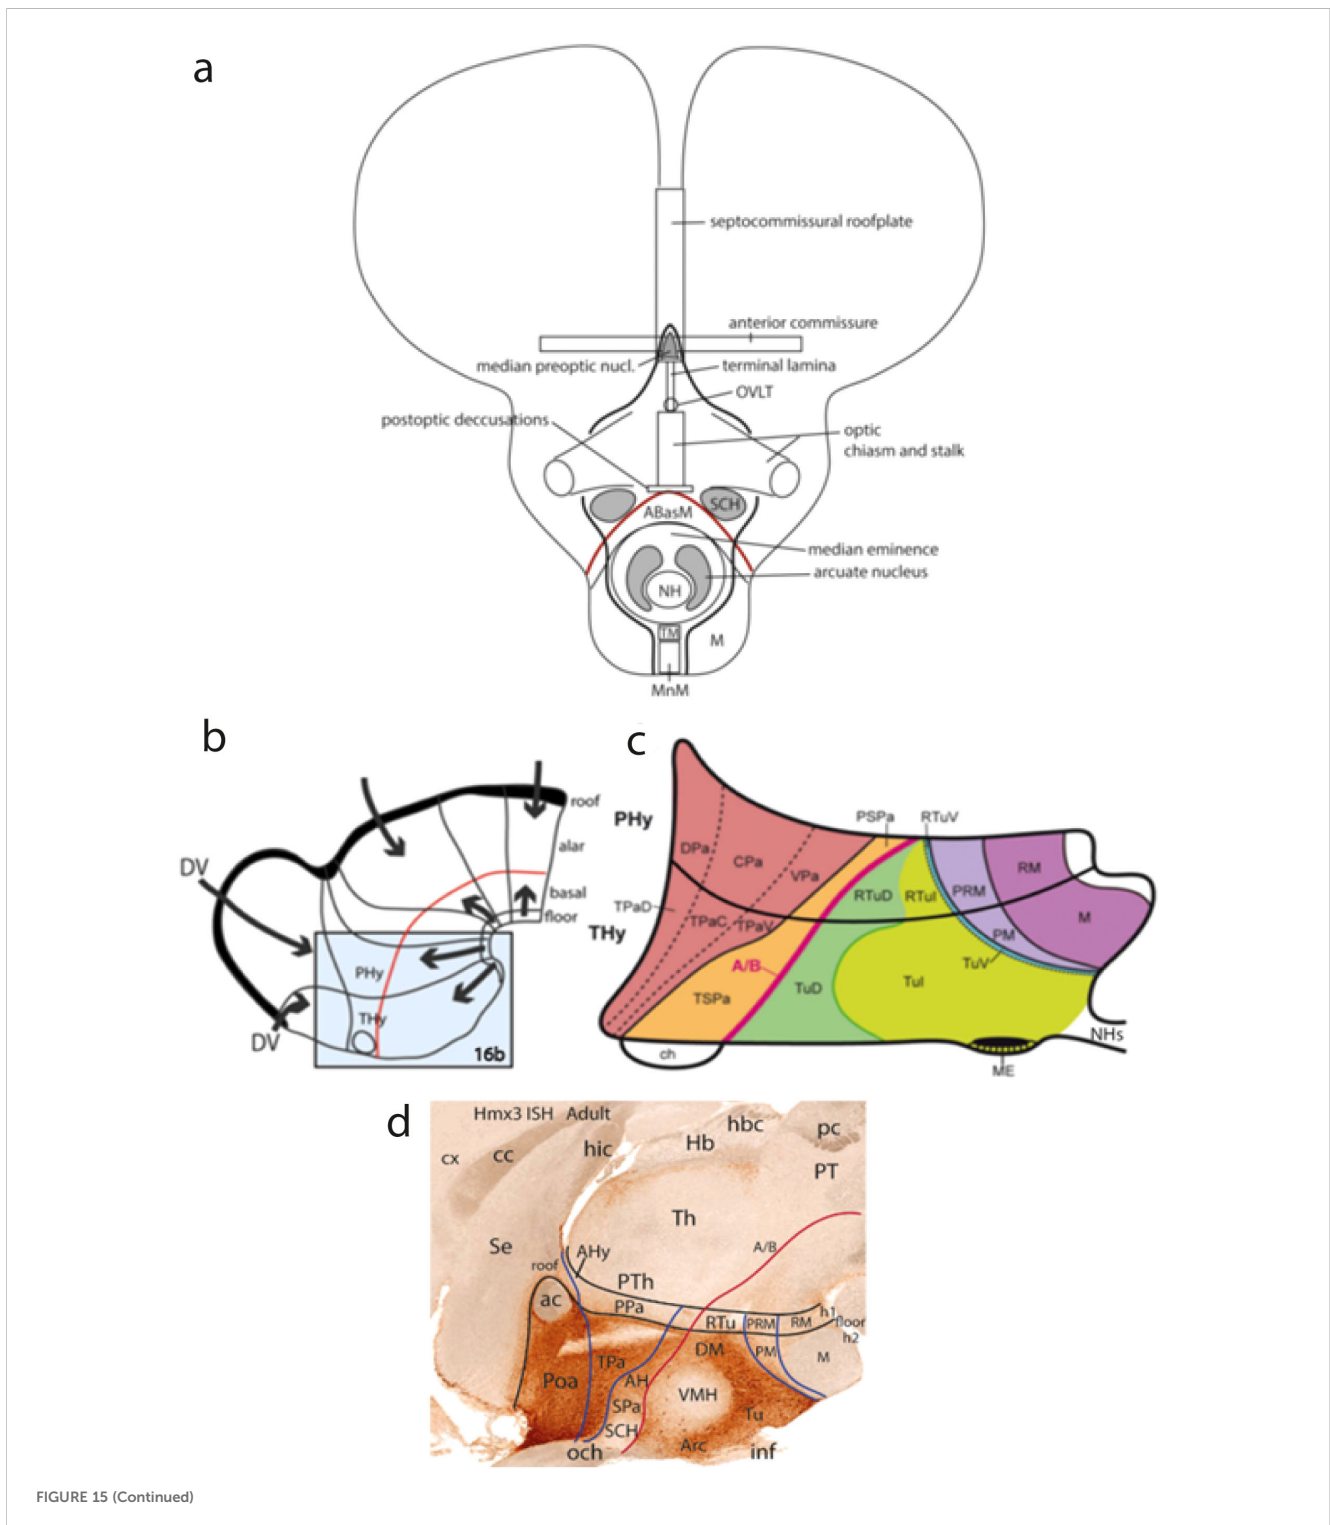 a
septocommissural roofplate
anterior commissure
median preoptic nucl.
terminal lamina
OVLT
postoptic deccusations
optic
chiasm and stalk
SCH
ABasM
median eminence
arcuate nucleus
NH
TM
M
MnM
b
roof
alar
DV
basal
floor
PHy
THy
DV
16b
c
PHy
PSPa
RTuV
DPa
CPa
VPa
RM
PRM
RTuD
RTuI
TPaD
TPaC
TPaV
M
THy
PM
A/B
TuV
TuD
TuI
TSPa
NHs
ch
ME
d
Hmx3 ISH Adult
hbc
pc
cx
cc
hic
Hb
PT
Th
Se
A/B
AHy
roof
PTh
ac
PPa
h1
RTu
PRM
RM
floor
h2
DM
PM
M
TPa
Poa
AH
VMH
SPa
Tu
SCH
Arc
och
inf
FIGURE 15 (Continued)